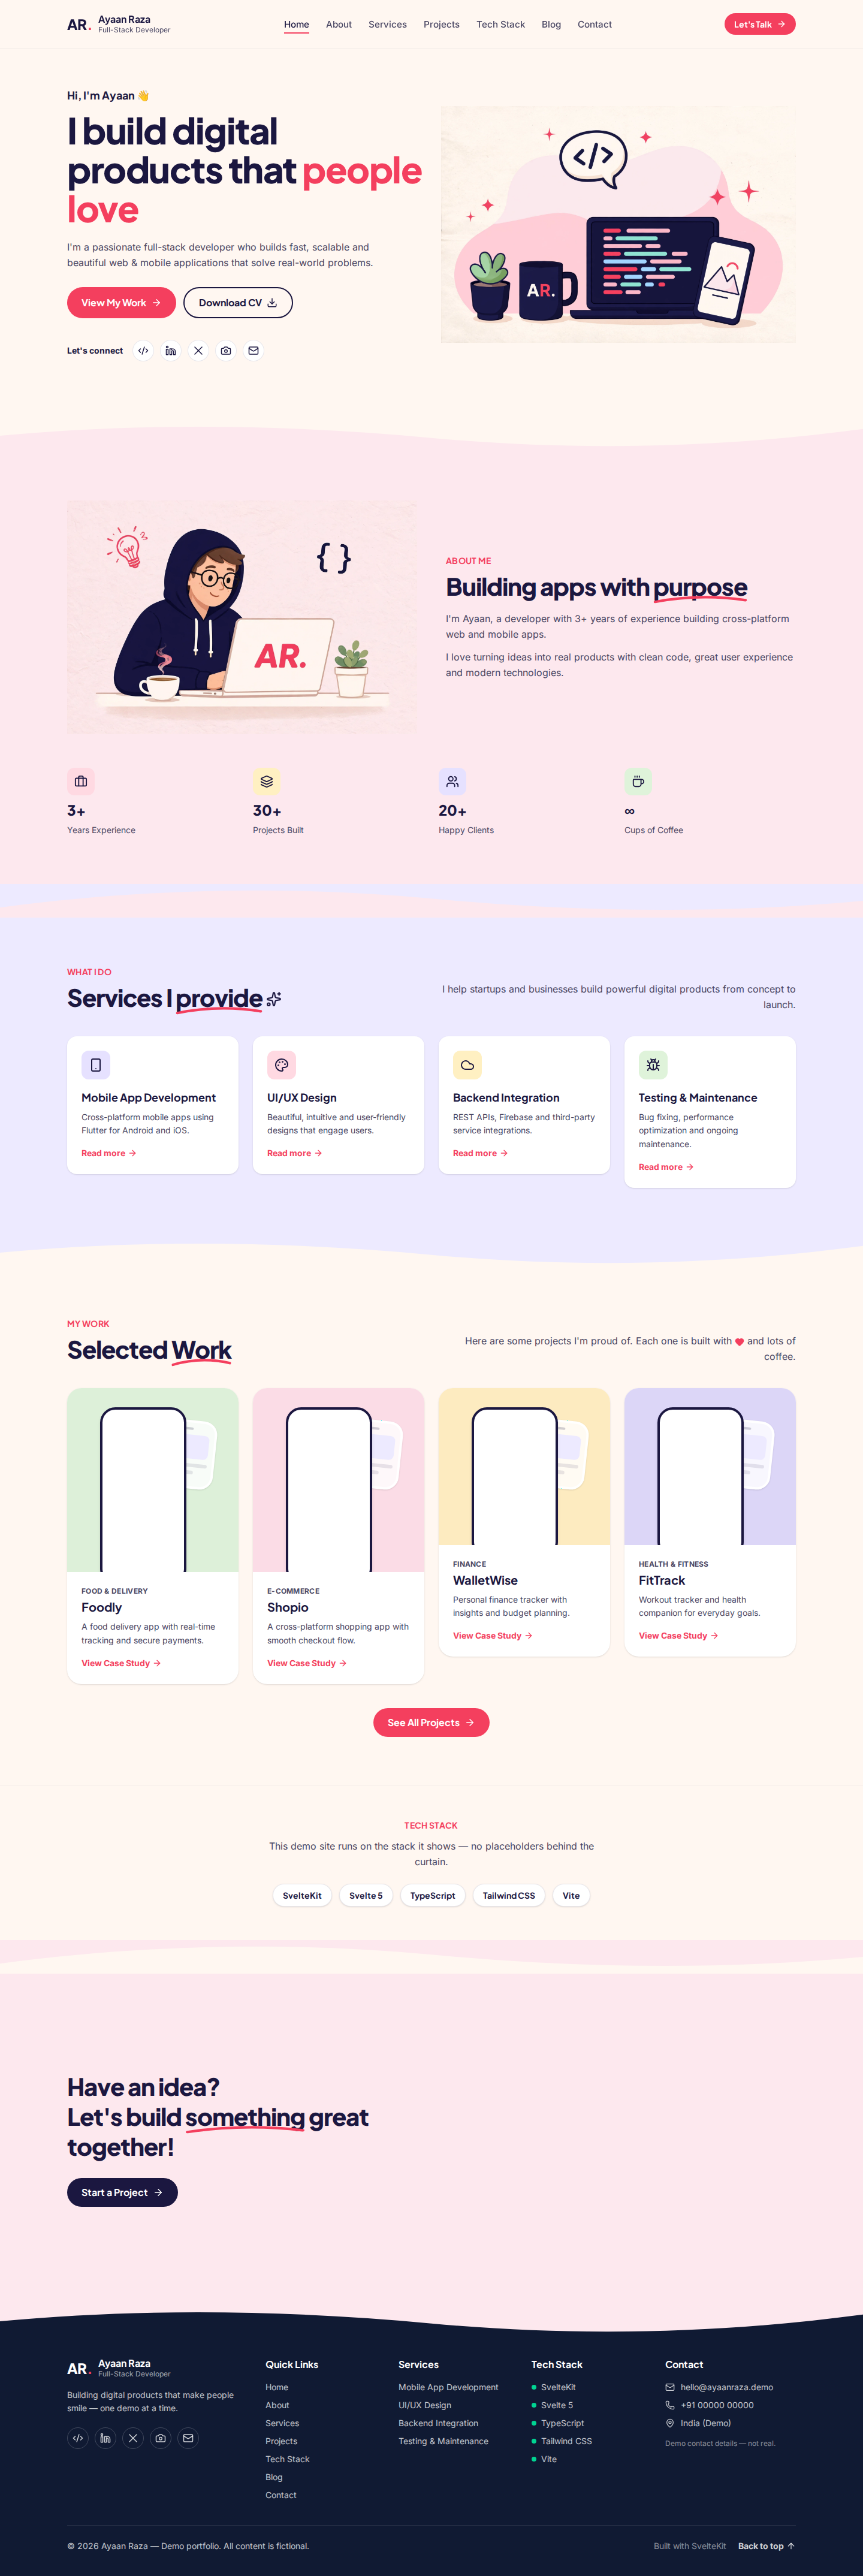 AR.
Ayaan Raza
Full-Stack Developer
Home
About
Services
Projects
Tech Stack
Blog
Contact
Let's Talk
Hi, I'm Ayaan 👋
I build digital
products that people
love
I'm a passionate full-stack developer who builds fast, scalable and
beautiful web & mobile applications that solve real-world problems.
View My Work
Download CV
Let's connect
</>
AR.
ABOUT ME
Building apps with purpose
I'm Ayaan, a developer with 3+ years of experience building cross-platform
web and mobile apps.
I love turning ideas into real products with clean code, great user experience
and modern technologies.
{ }
AR.
3+
Years Experience
30+
Projects Built
20+
Happy Clients
∞
Cups of Coffee
WHAT I DO
Services I provide
I help startups and businesses build powerful digital products from concept to
launch.
Mobile App Development
Cross-platform mobile apps using
Flutter for Android and iOS.
Read more
UI/UX Design
Beautiful, intuitive and user-friendly
designs that engage users.
Read more
Backend Integration
REST APIs, Firebase and third-party
service integrations.
Read more
Testing & Maintenance
Bug fixing, performance
optimization and ongoing
maintenance.
Read more
MY WORK
Selected Work
Here are some projects I'm proud of. Each one is built with ❤ and lots of
coffee.
FOOD & DELIVERY
Foodly
A food delivery app with real-time
tracking and secure payments.
View Case Study
E-COMMERCE
Shopio
A cross-platform shopping app with
smooth checkout flow.
View Case Study
FINANCE
WalletWise
Personal finance tracker with
insights and budget planning.
View Case Study
HEALTH & FITNESS
FitTrack
Workout tracker and health
companion for everyday goals.
View Case Study
See All Projects
TECH STACK
This demo site runs on the stack it shows — no placeholders behind the
curtain.
SvelteKit
Svelte 5
TypeScript
Tailwind CSS
Vite
Have an idea?
Let's build something great
together!
Start a Project
AR.
Ayaan Raza
Full-Stack Developer
Building digital products that make people
smile — one demo at a time.
Quick Links
Home
About
Services
Projects
Tech Stack
Blog
Contact
Services
Mobile App Development
UI/UX Design
Backend Integration
Testing & Maintenance
Tech Stack
SvelteKit
Svelte 5
TypeScript
Tailwind CSS
Vite
Contact
hello@ayaanraza.demo
+91 00000 00000
India (Demo)
Demo contact details — not real.
© 2026 Ayaan Raza — Demo portfolio. All content is fictional.
Built with SvelteKit
Back to top